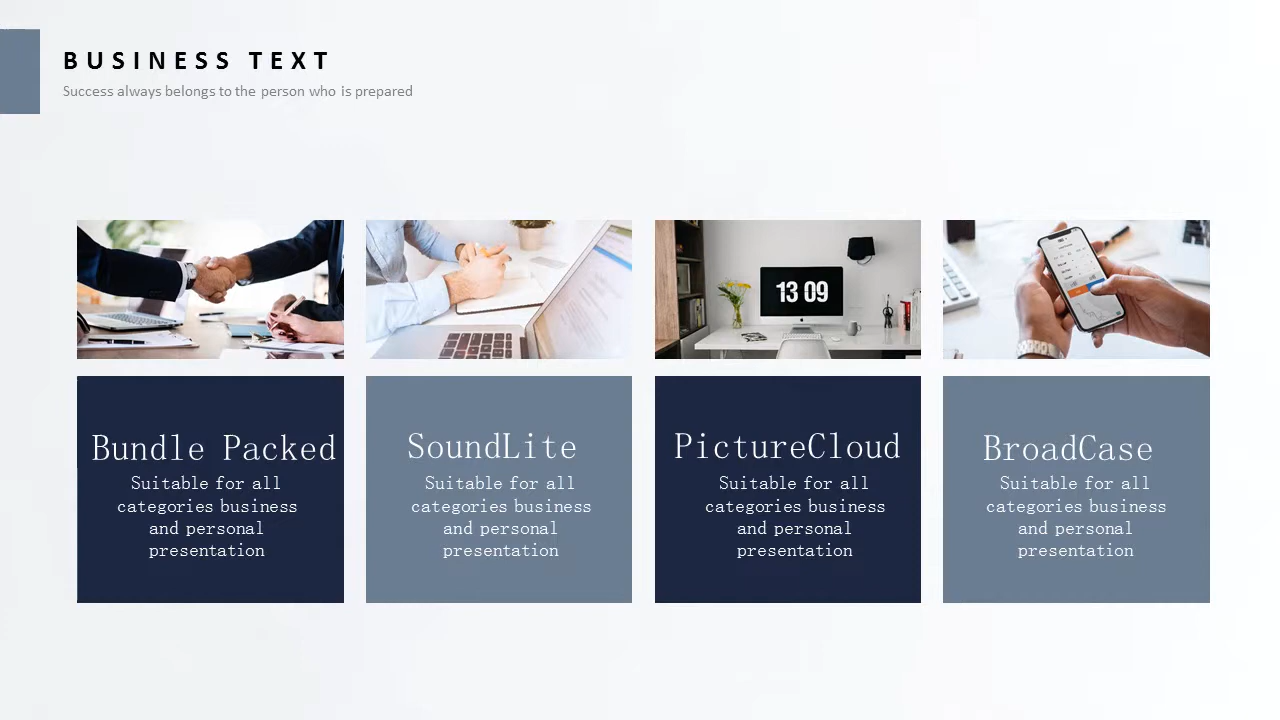 BUSINESS TEXT
Success always belongs to the person who is prepared
13 09
Bundle Packed
Suitable for all
categories business
and personal
presentation
SoundLite
Suitable for all
categories business
and personal
presentation
PictureCloud
Suitable for all
categories business
and personal
presentation
BroadCase
Suitable for all
categories business
and personal
presentation